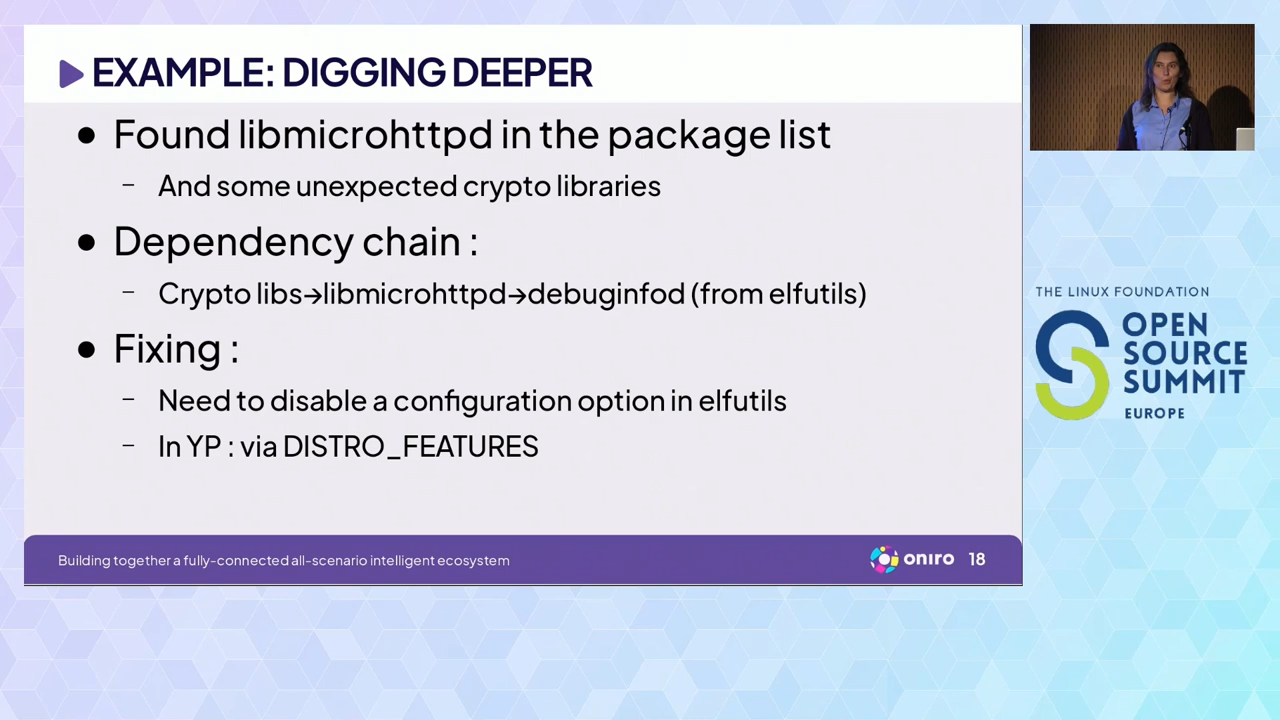 EXAMPLE: DIGGING DEEPER
● Found libmicrohttpd in the package list
– And some unexpected crypto libraries
● Dependency chain :
– Crypto libs→libmicrohttpd→debuginfod (from elfutils)
● Fixing :
– Need to disable a configuration option in elfutils
– In YP : via DISTRO_FEATURES
Building together a fully-connected all-scenario intelligent ecosystem
oniro 18
THE LINUX FOUNDATION
OPEN
SOURCE
SUMMIT
EUROPE